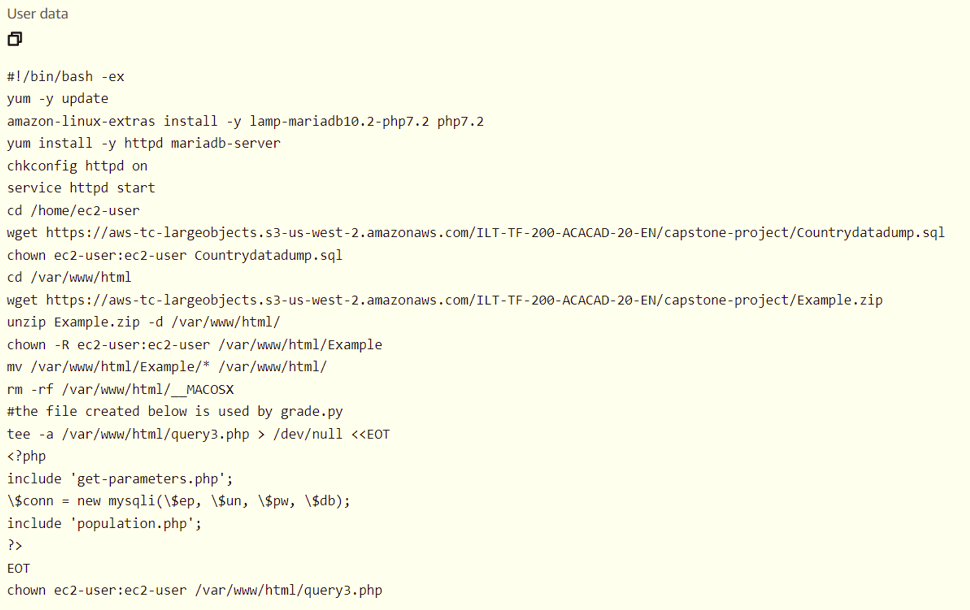 User data
#!/bin/bash -ex
yum -y update
amazon-linux-extras install -y lamp-mariadb10.2-php7.2 php7.2
yum install -y httpd mariadb-server
chkconfig httpd on
service httpd start
cd /home/ec2-user
wget https://aws-tc-largeobjects.s3-us-west-2.amazonaws.com/ILT-TF-200-ACACAD-20-EN/capstone-project/Countrydatadump.sql
chown ec2-user:ec2-user Countrydatadump.sql
cd /var/www/html
wget https://aws-tc-largeobjects.s3-us-west-2.amazonaws.com/ILT-TF-200-ACACAD-20-EN/capstone-project/Example.zip
unzip Example.zip -d /var/www/html/
chown -R ec2-user:ec2-user /var/www/html/Example
mv /var/www/html/Example/* /var/www/html/
rm -rf /var/www/html/__MACOSX
#the file created below is used by grade.py
tee -a /var/www/html/query3.php > /dev/null <<EOT
<?php
include 'get-parameters.php';
\$conn = new mysqli(\$ep, \$un, \$pw, \$db);
include 'population.php';
?>
EOT
chown ec2-user:ec2-user /var/www/html/query3.php